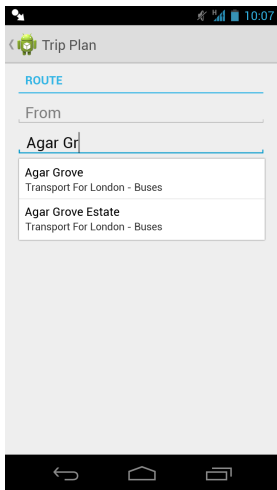 H
10:07
Trip Plan
ROUTE
From
Agar Gr
Agar Grove
Transport For London - Buses
Agar Grove Estate
Transport For London - Buses